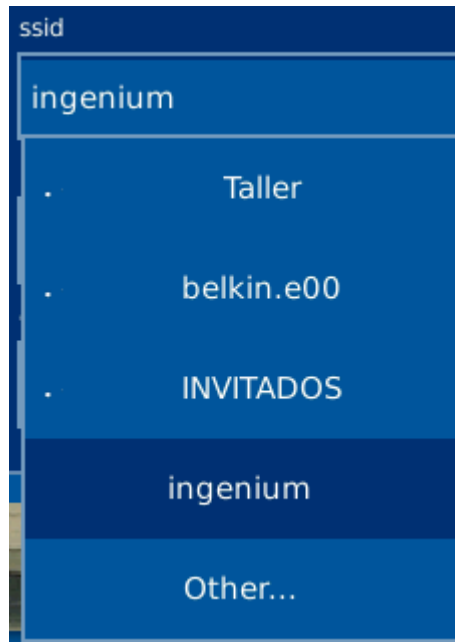 ssid
ingenium
. Taller
. belkin.e00
. INVITADOS
ingenium
Other...